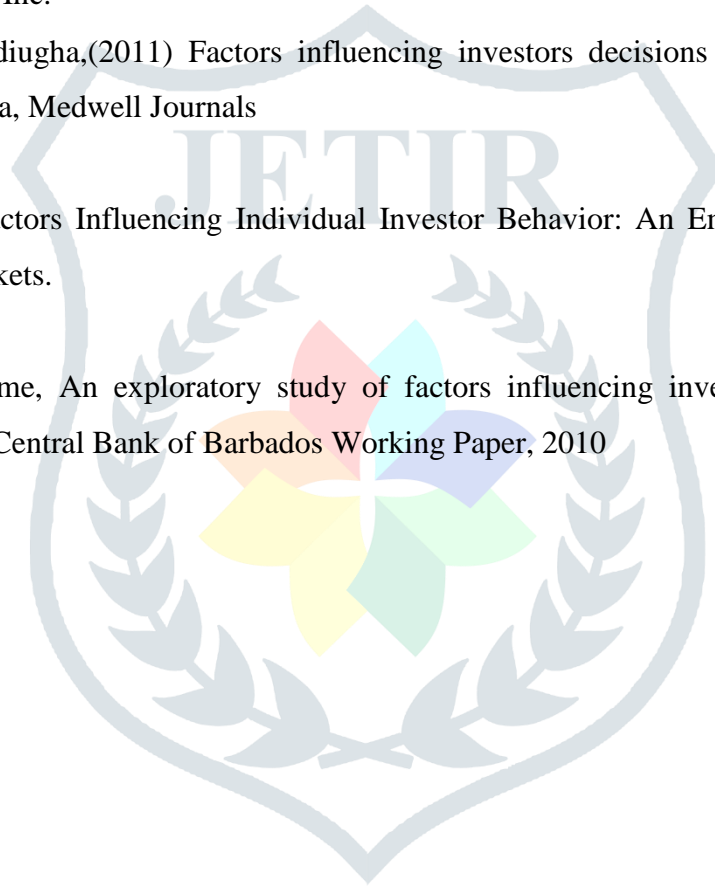 Inc.
diugha,(2011) Factors influencing investors decisions
a, Medwell Journals
JETIR
ctors Influencing Individual Investor Behavior: An En
kets.
me, An exploratory study of factors influencing inve
Central Bank of Barbados Working Paper, 2010